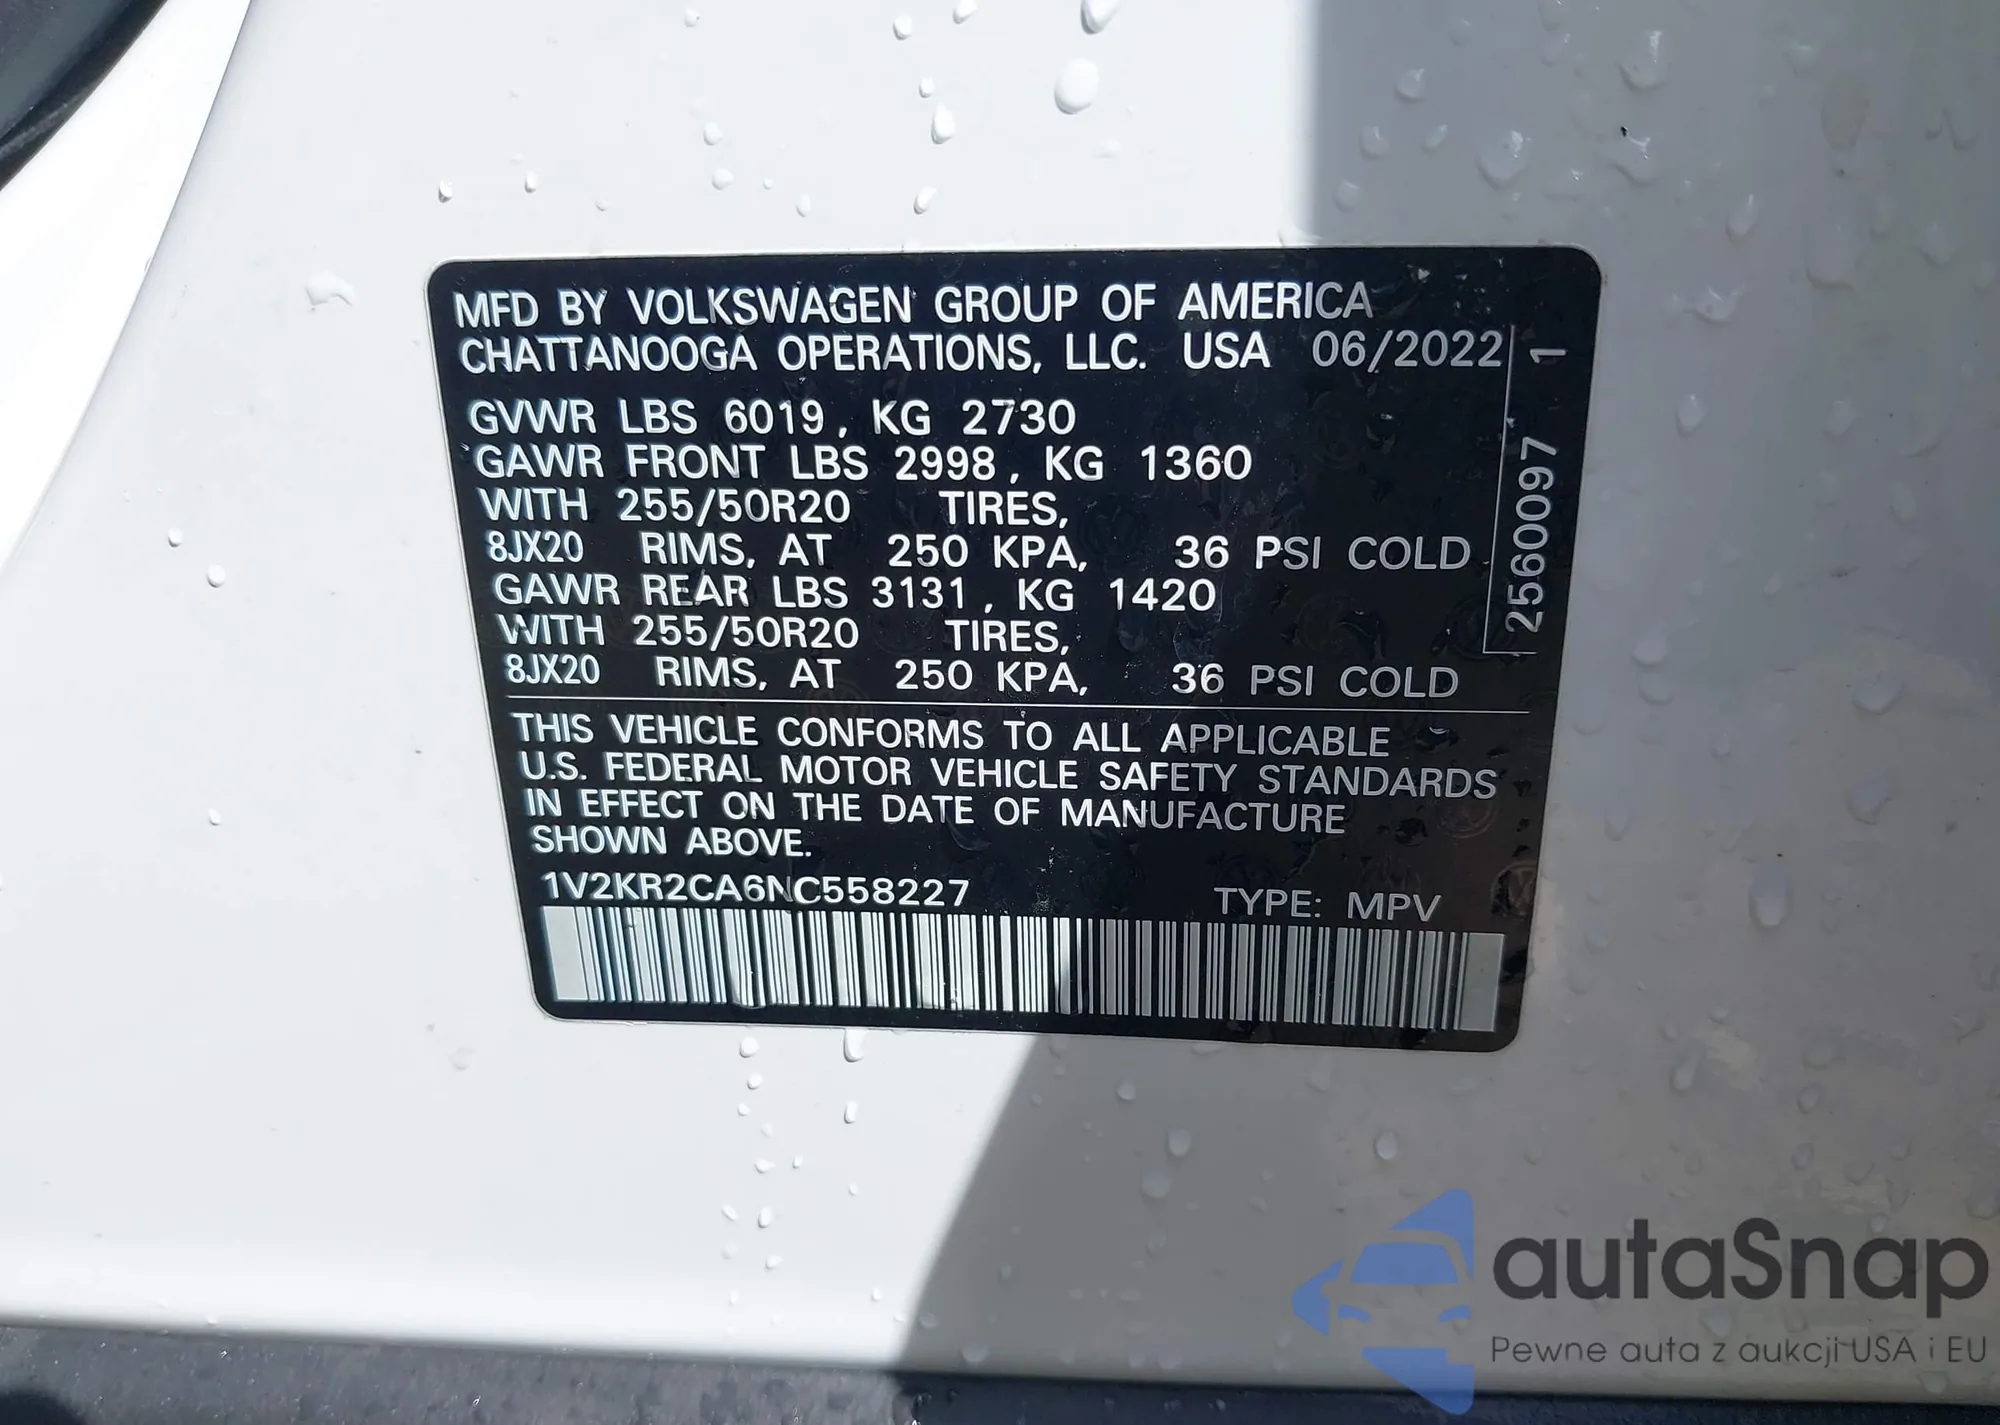 MFD BY VOLKSWAGEN GROUP OF AMERICA
CHATTANOOGA OPERATIONS, LLC. USA 06/2022
GVWR LBS 6019, KG 2730
GAWR FRONT LBS 2998, KG 1360
WITH 255/50R20 TIRES,
8JX20 RIMS, AT 250 KPA, 36 PSI COLD
GAWR REAR LBS 3131, KG 1420
WITH 255/50R20 TIRES,
8JX20 RIMS, AT 250 KPA, 36 PSI COLD
2560097 1
THIS VEHICLE CONFORMS TO ALL APPLICABLE
U.S. FEDERAL MOTOR VEHICLE SAFETY STANDARDS
IN EFFECT ON THE DATE OF MANUFACTURE
SHOWN ABOVE.
1V2KR2CA6NC558227 TYPE: MPV
autaSnap
Pewne auta z aukcji USA i EU